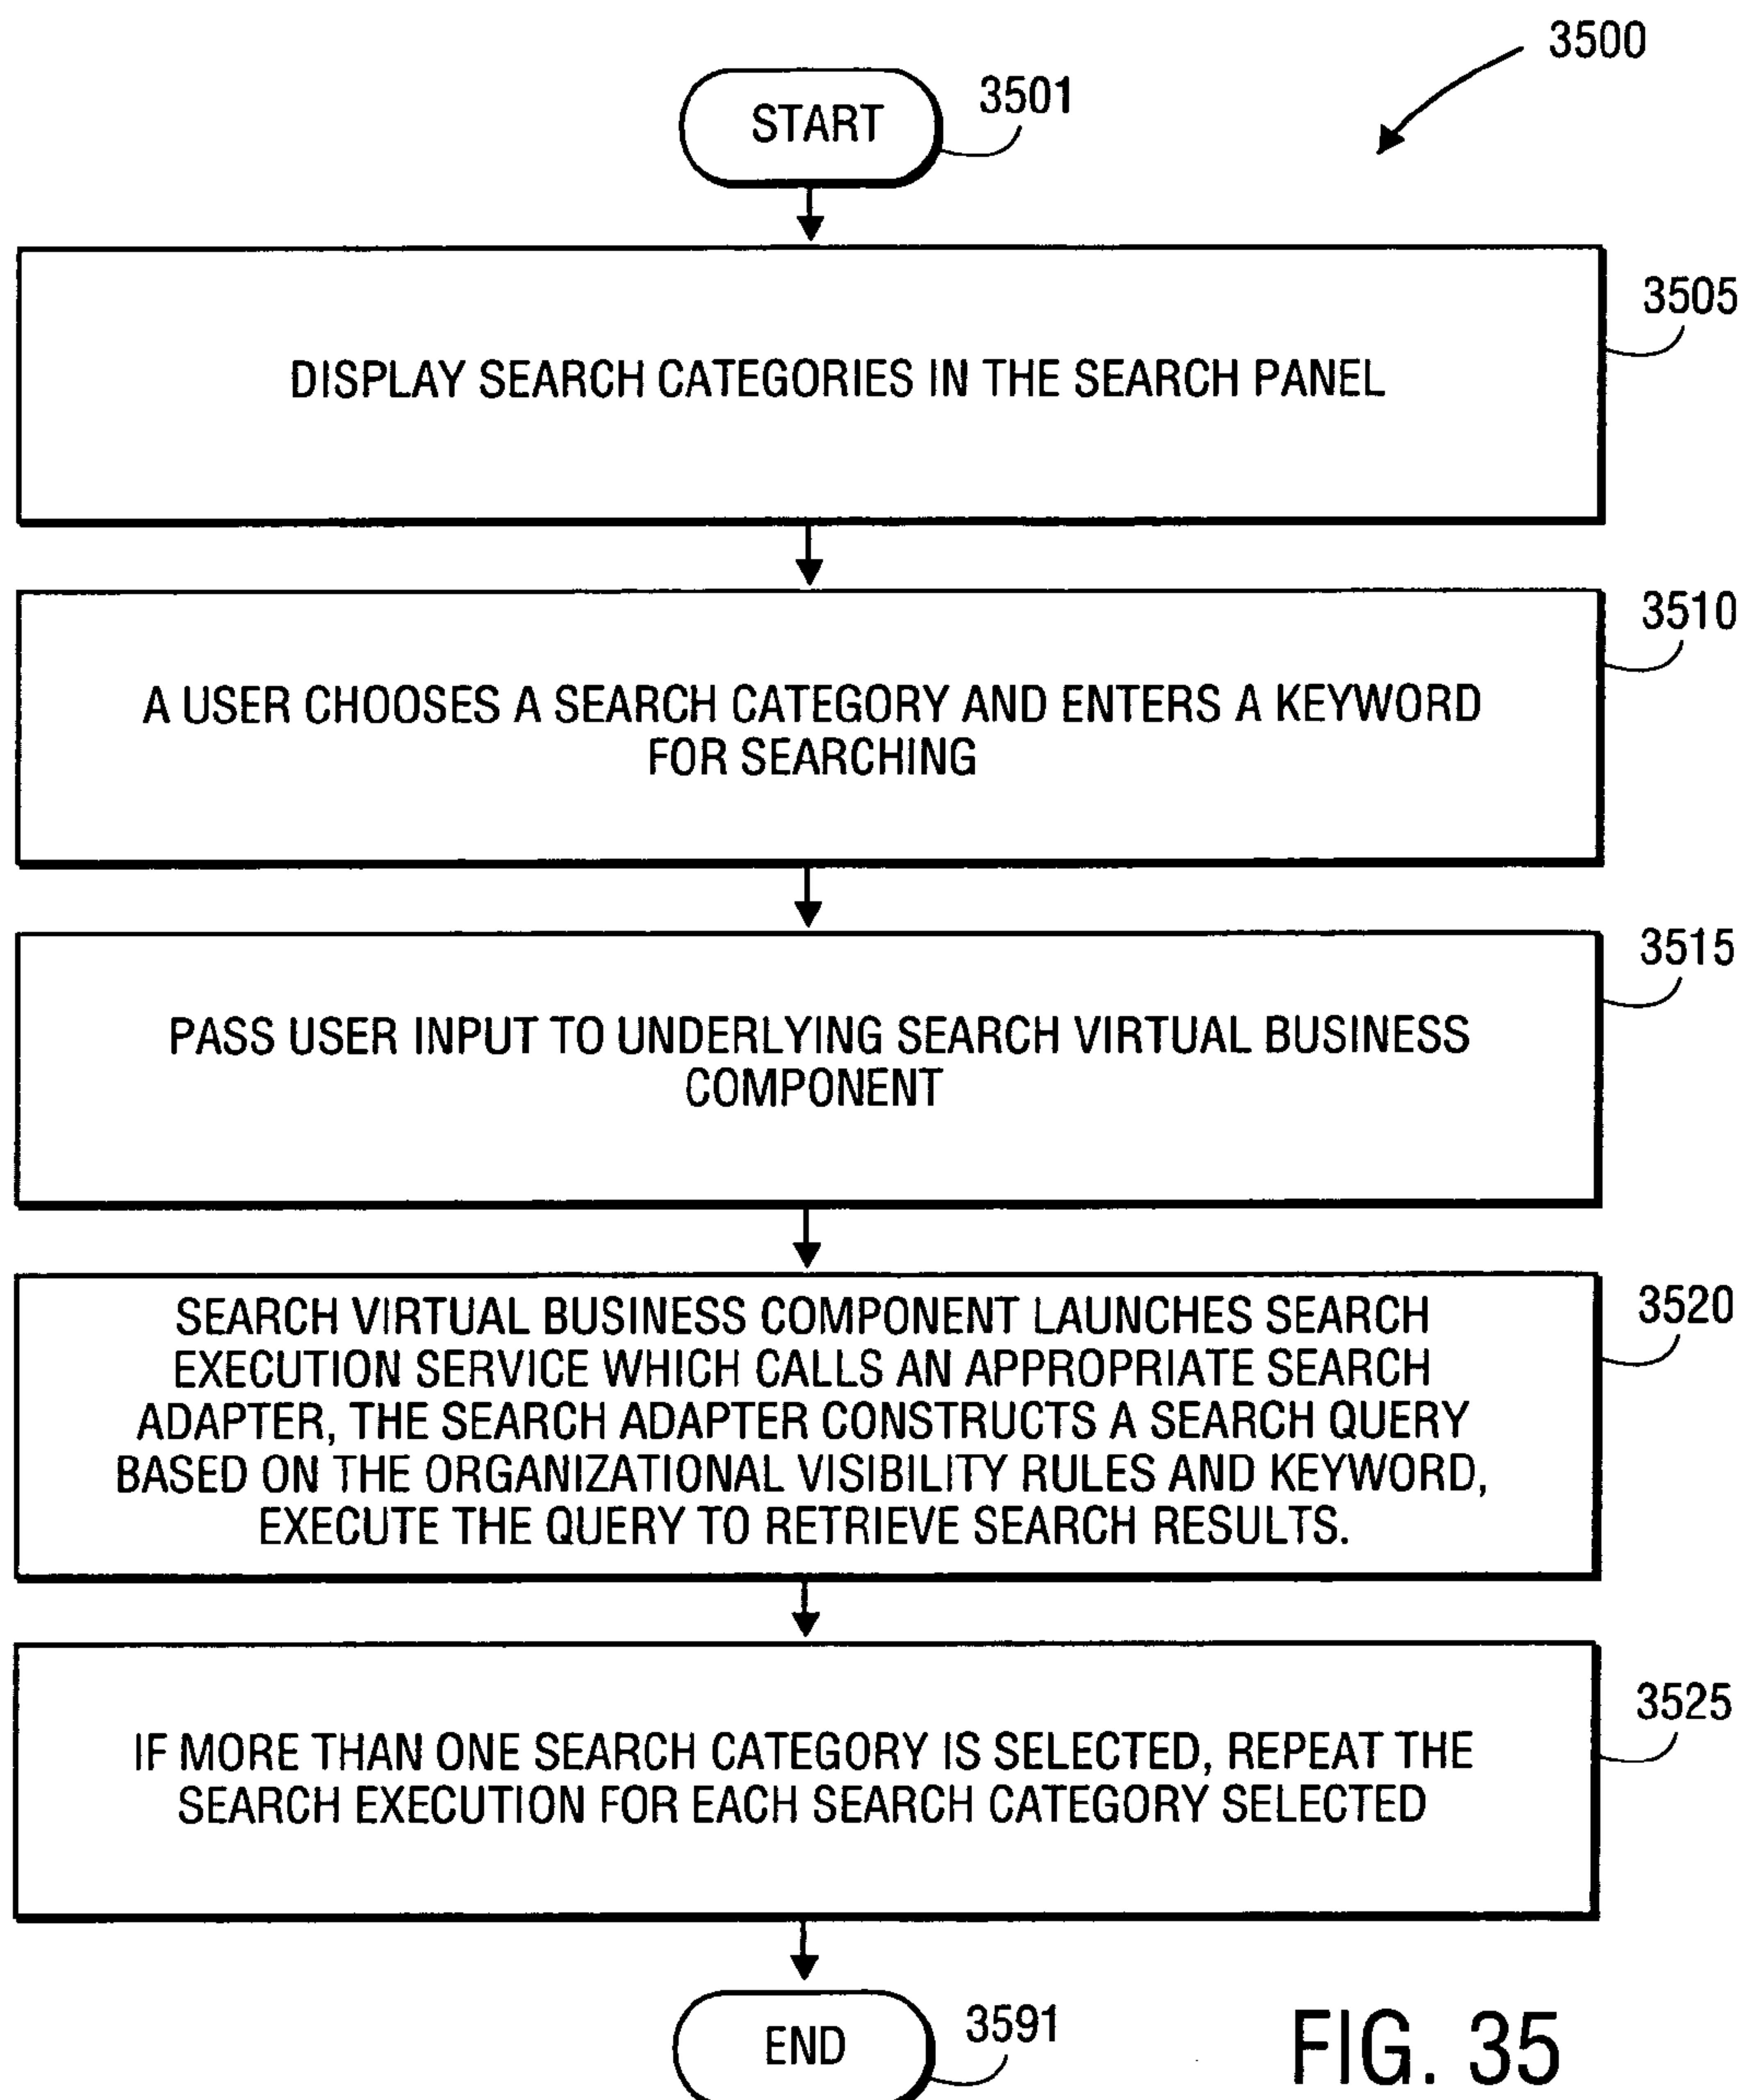 3500
START
3501
3505
DISPLAY SEARCH CATEGORIES IN THE SEARCH PANEL
3510
A USER CHOOSES A SEARCH CATEGORY AND ENTERS A KEYWORD
FOR SEARCHING
3515
PASS USER INPUT TO UNDERLYING SEARCH VIRTUAL BUSINESS
COMPONENT
3520
SEARCH VIRTUAL BUSINESS COMPONENT LAUNCHES SEARCH
EXECUTION SERVICE WHICH CALLS AN APPROPRIATE SEARCH
ADAPTER, THE SEARCH ADAPTER CONSTRUCTS A SEARCH QUERY
BASED ON THE ORGANIZATIONAL VISIBILITY RULES AND KEYWORD,
EXECUTE THE QUERY TO RETRIEVE SEARCH RESULTS.
3525
IF MORE THAN ONE SEARCH CATEGORY IS SELECTED, REPEAT THE
SEARCH EXECUTION FOR EACH SEARCH CATEGORY SELECTED
END
3591
FIG. 35